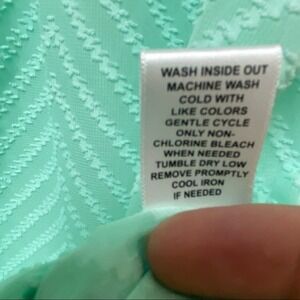 WASH INSIDE OUT
MACHINE WASH
COLD WITH
LIKE COLORS
GENTLE CYCLE
ONLY NON-
CHLORINE BLEACH
WHEN NEEDED
TUMBLE DRY LOW
REMOVE PROMPTLY
COOL IRON
IF NEEDED